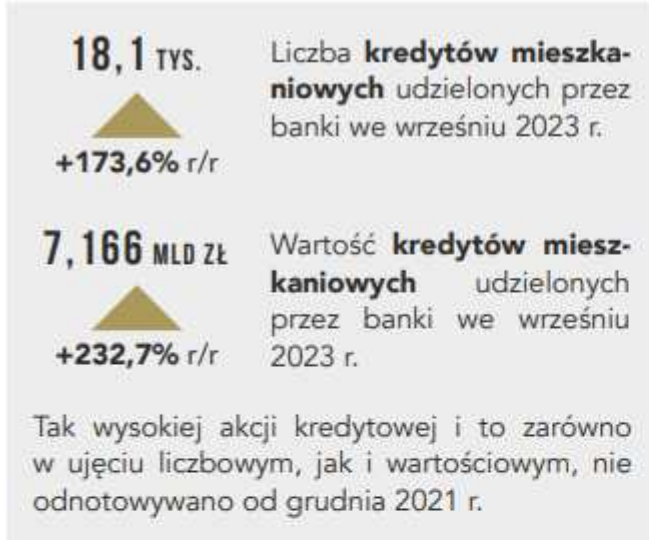 18,1 TYS.
+173,6% r/r
Liczba kredytów mieszka-
niowych udzielonych przez
banki we wrześniu 2023 r.
7,166 MLD ZŁ
+232,7% r/r
Wartość kredytów miesz-
kaniowych udzielonych
przez banki we wrześniu
2023 r.
Tak wysokiej akcji kredytowej i to zarówno
w ujęciu liczbowym, jak i wartościowym, nie
odnotowywano od grudnia 2021 r.